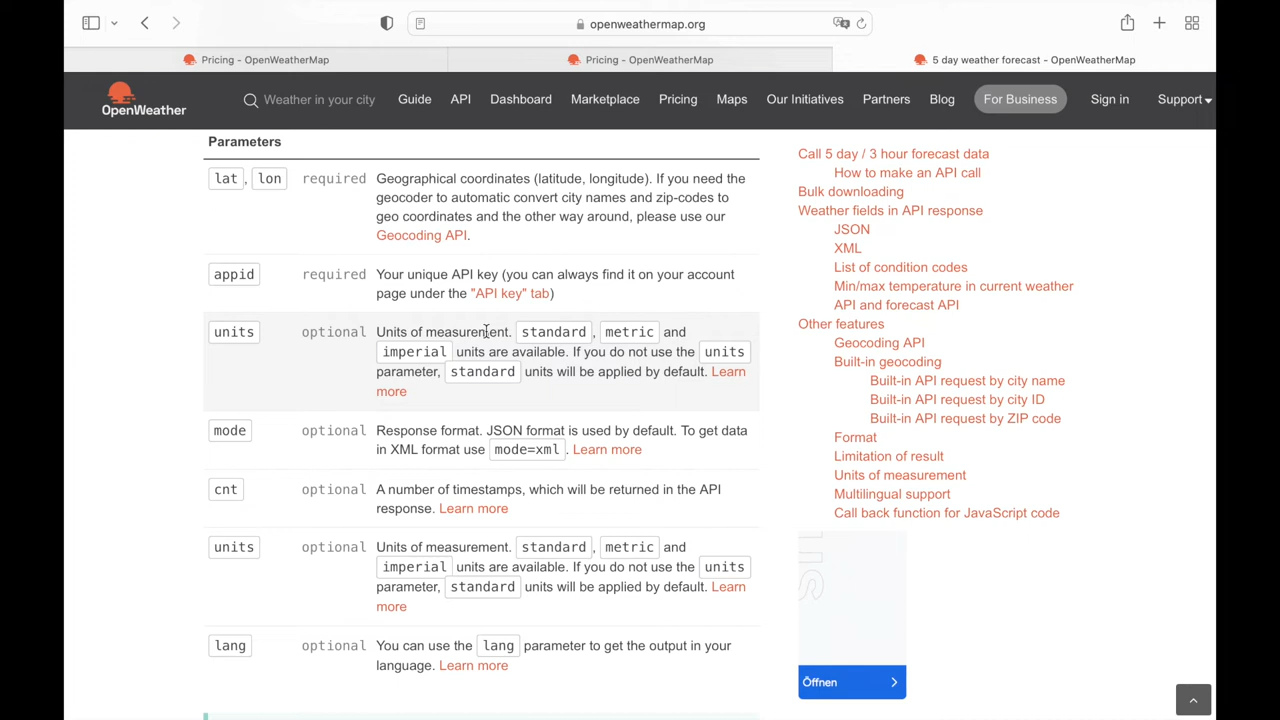 openweathermap.org
Pricing - OpenWeatherMap
Pricing - OpenWeatherMap
5 day weather forecast - OpenWeatherMap
OpenWeather
Weather in your city
Guide
API
Dashboard
Marketplace
Pricing
Maps
Our Initiatives
Partners
Blog
For Business
Sign in
Support
Parameters
lat, lon required Geographical coordinates (latitude, longitude). If you need the
geocoder to automatic convert city names and zip-codes to
geo coordinates and the other way around, please use our
Geocoding API.
appid required Your unique API key (you can always find it on your account
page under the "API key" tab)
units optional Units of measurement. standard, metric and
imperial units are available. If you do not use the units
parameter, standard units will be applied by default. Learn
more
mode optional Response format. JSON format is used by default. To get data
in XML format use mode=xml. Learn more
cnt optional A number of timestamps, which will be returned in the API
response. Learn more
units optional Units of measurement. standard, metric and
imperial units are available. If you do not use the units
parameter, standard units will be applied by default. Learn
more
lang optional You can use the lang parameter to get the output in your
language. Learn more
Call 5 day / 3 hour forecast data
How to make an API call
Bulk downloading
Weather fields in API response
JSON
XML
List of condition codes
Min/max temperature in current weather
API and forecast API
Other features
Geocoding API
Built-in geocoding
Built-in API request by city name
Built-in API request by city ID
Built-in API request by ZIP code
Format
Limitation of result
Units of measurement
Multilingual support
Call back function for JavaScript code
Öffnen